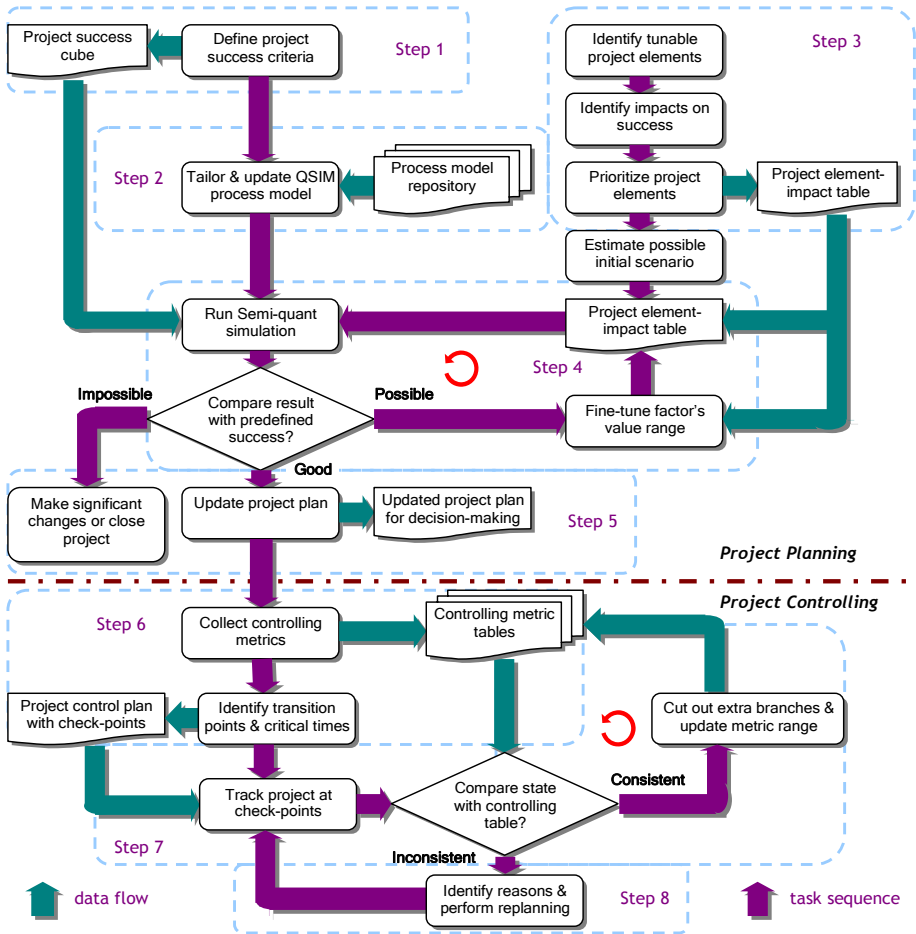 Project success
cube
Define project
success criteria
Step 1
Identify tunable
project elements
Step 3
Identify impacts on
success
Step 2
Tailor & update QSIM
process model
Process model
repository
Prioritize project
elements
Project element-
impact table
Estimate possible
initial scenario
Run Semi-quant
simulation
Project element-
impact table
Step 4
Impossible
Compare result
with predefined
success?
Possible
Fine-tune factor's
value range
Good
Make significant
changes or close
project
Update project plan
Updated project plan
for decision-making
Step 5
Project Planning
Project Controlling
Step 6
Collect controlling
metrics
Controlling metric
tables
Project control plan
with check-points
Identify transition
points & critical times
Cut out extra branches &
update metric range
Track project at
check-points
Compare state
with controlling
table?
Consistent
Step 7
Inconsistent
Identify reasons &
perform replanning
Step 8
data flow
task sequence